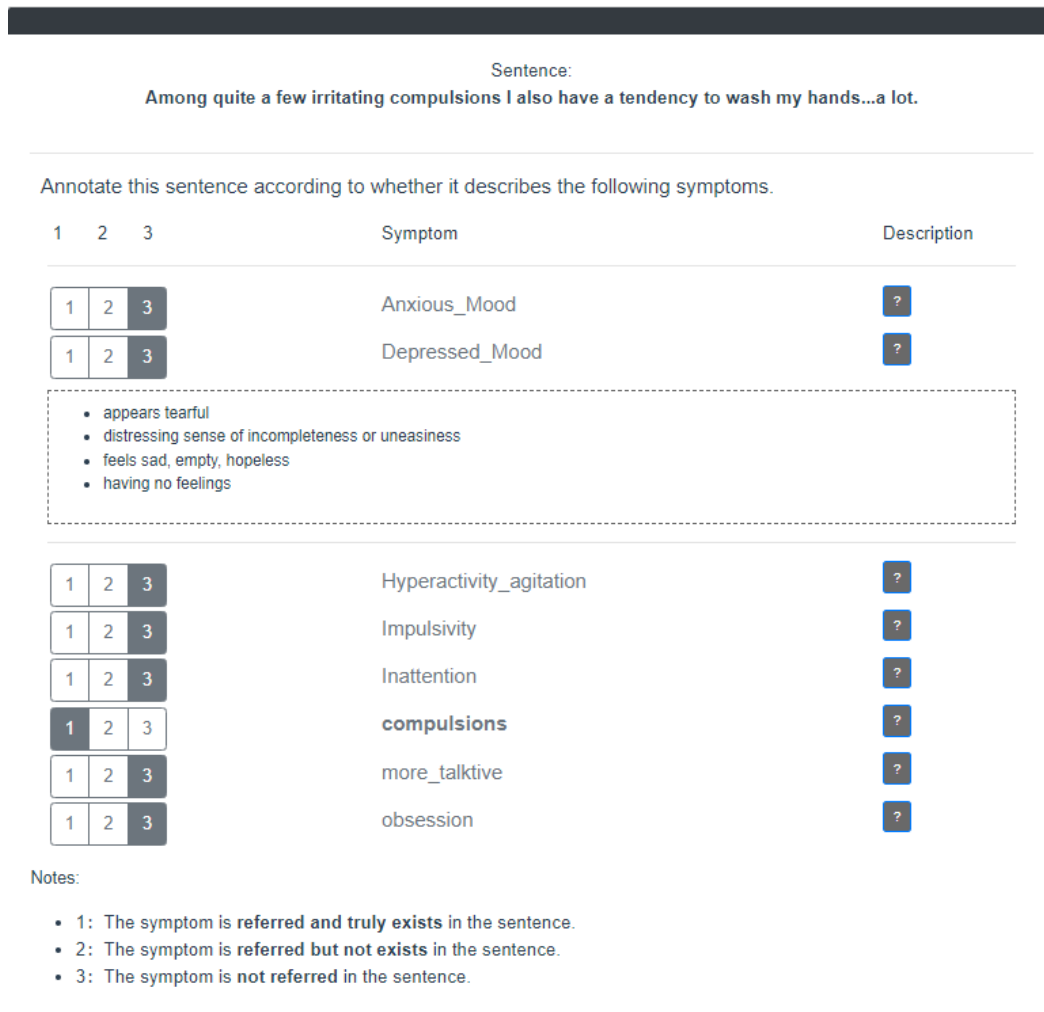 Sentence:
Among quite a few irritating compulsions I also have a tendency to wash my hands...a lot.
Annotate this sentence according to whether it describes the following symptoms.
1 2 3 Symptom Description
1 2 3 Anxious_Mood ?
1 2 3 Depressed_Mood ?
• appears tearful
• distressing sense of incompleteness or uneasiness
• feels sad, empty, hopeless
• having no feelings
1 2 3 Hyperactivity_agitation ?
1 2 3 Impulsivity ?
1 2 3 Inattention ?
1 2 3 compulsions ?
1 2 3 more_talktive ?
1 2 3 obsession ?
Notes:
• 1: The symptom is referred and truly exists in the sentence.
• 2: The symptom is referred but not exists in the sentence.
• 3: The symptom is not referred in the sentence.